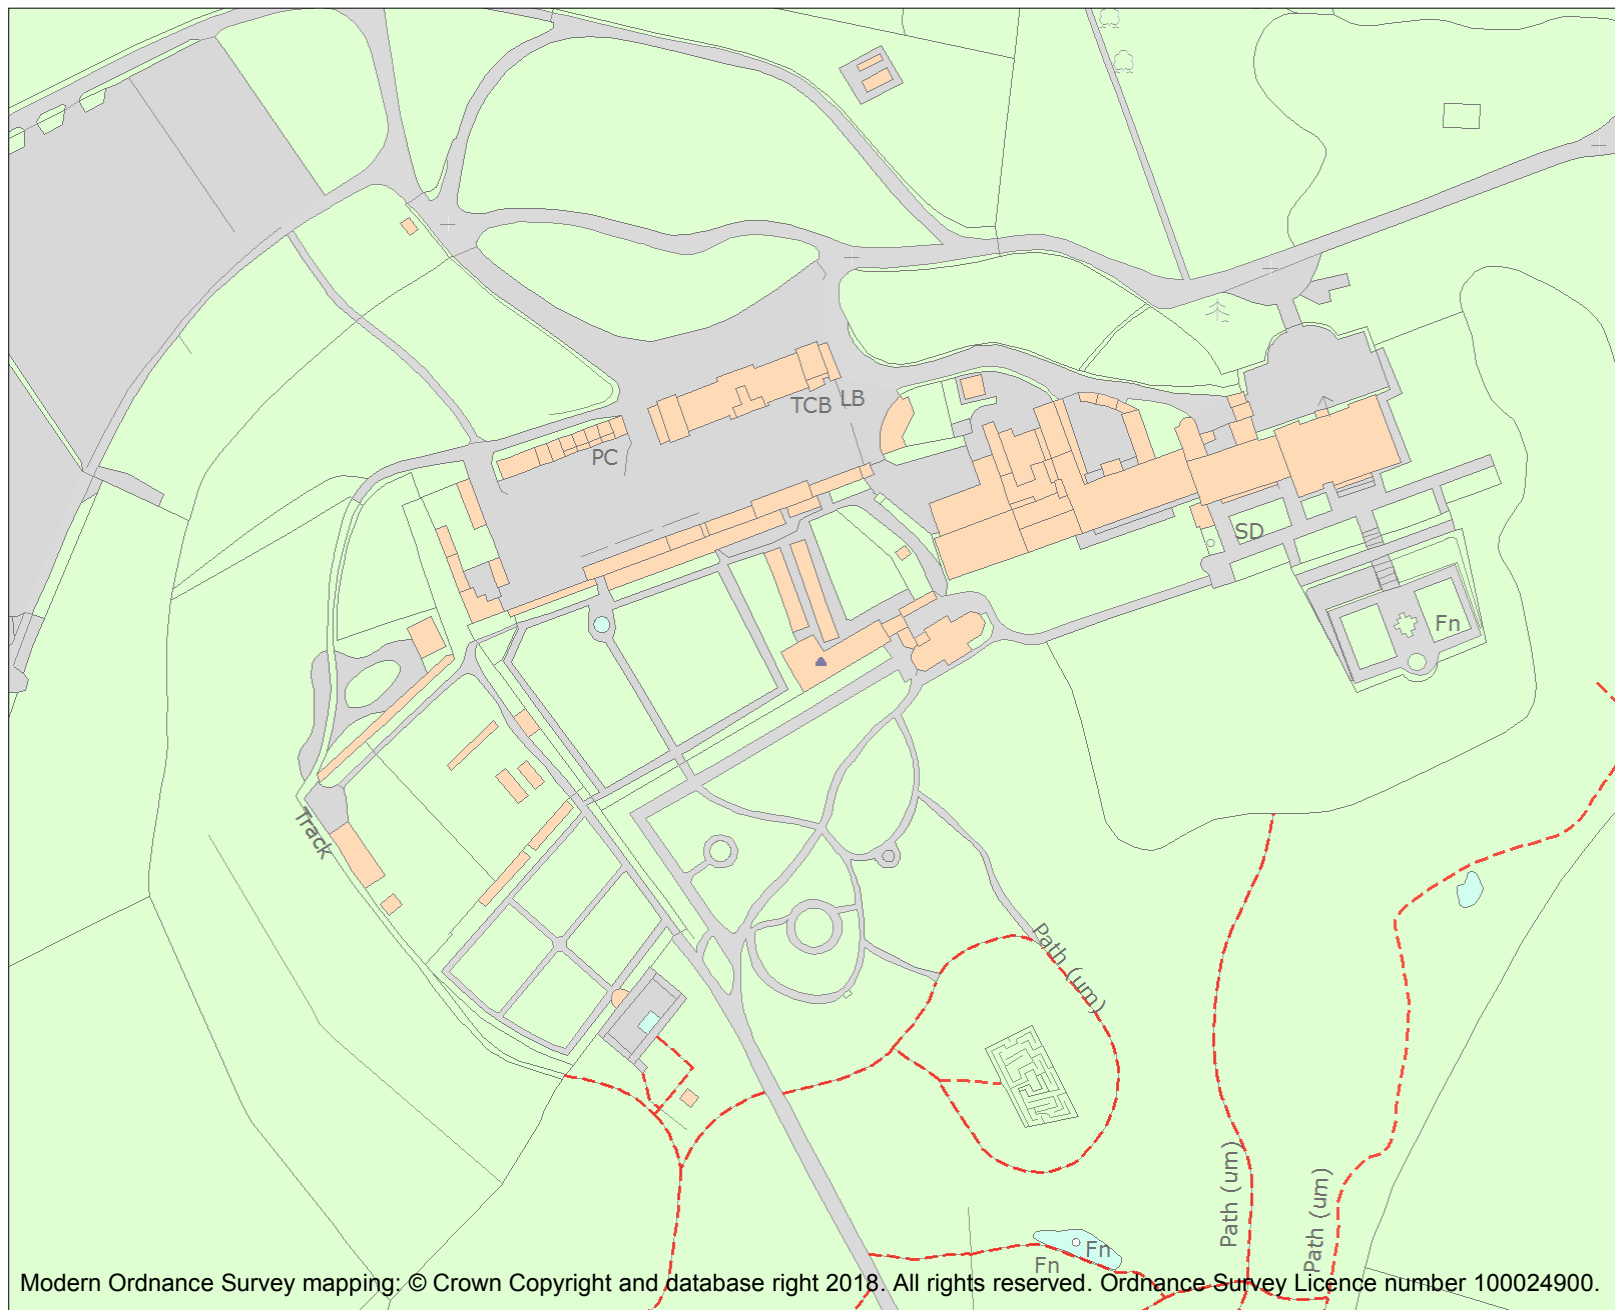 TCB
LB
PC
SD
Fn
Track
Path (um)
Path (um)
Path (um)
Fn
Fn
Modern Ordnance Survey mapping: © Crown Copyright and database right 2018. All rights reserved. Ordnance Survey Licence number 100024900.